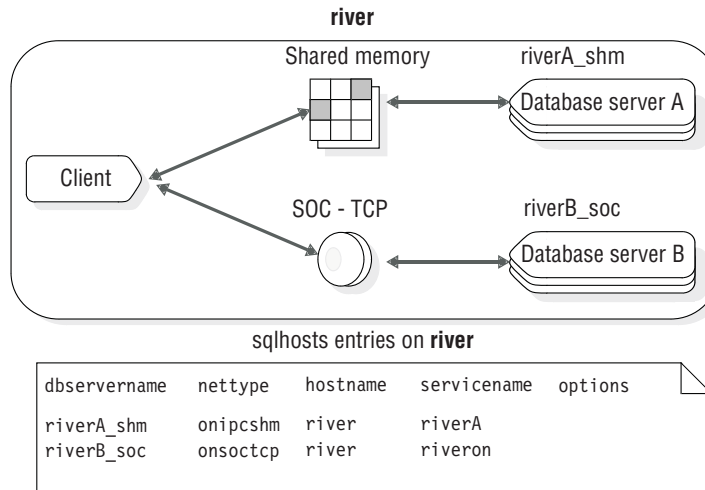 river
Shared memory
riverA_shm
Database server A
Client
SOC - TCP
riverB_soc
Database server B
sqlhosts entries on river
dbservername nettype hostname servicename options
riverA_shm onipcshm river riverA
riverB_soc onsoctcp river riveron